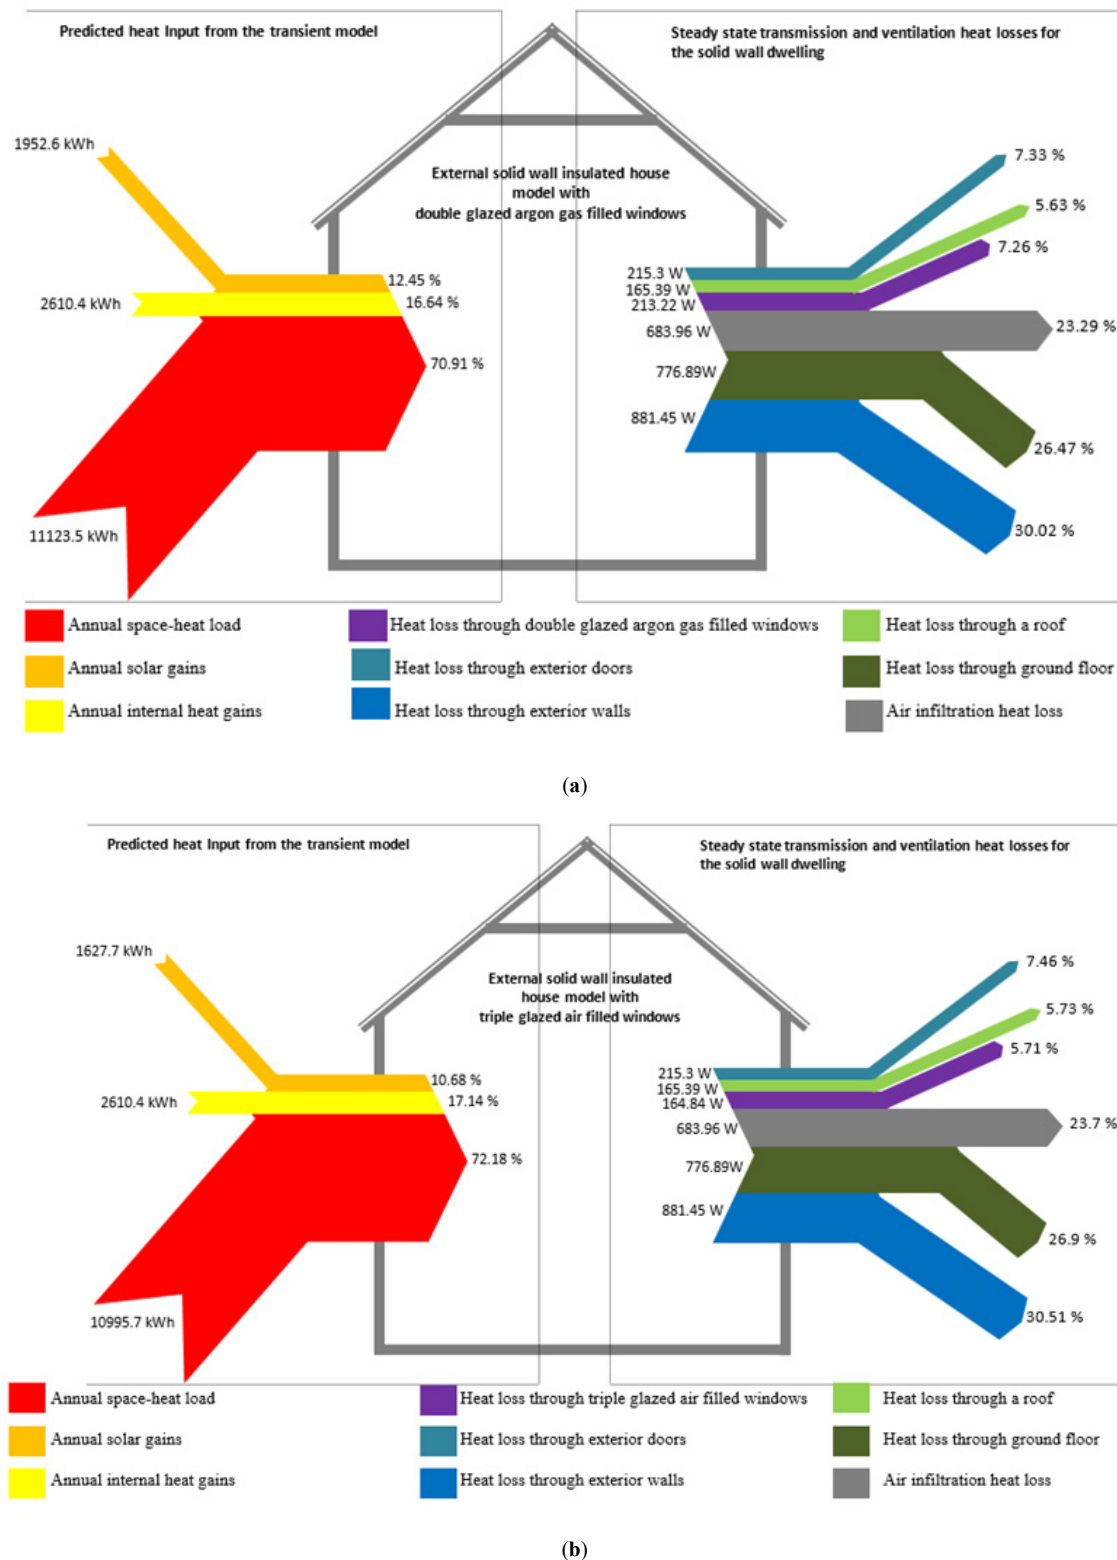 Predicted heat Input from the transient model
Steady state transmission and ventilation heat losses for
the solid wall dwelling
External solid wall insulated house
model with
double glazed argon gas filled windows
1952.6 kWh
2610.4 kWh
11123.5 kWh
12.45 %
16.64 %
70.91 %
215.3 W
165.39 W
213.22 W
683.96 W
776.89W
881.45 W
7.33 %
5.63 %
7.26 %
23.29 %
26.47 %
30.02 %
Annual space-heat load
Heat loss through double glazed argon gas filled windows
Heat loss through a roof
Annual solar gains
Heat loss through exterior doors
Heat loss through ground floor
Annual internal heat gains
Heat loss through exterior walls
Air infiltration heat loss
(a)
Predicted heat Input from the transient model
Steady state transmission and ventilation heat losses for
the solid wall dwelling
External solid wall insulated
house model with
triple glazed air filled windows
1627.7 kWh
2610.4 kWh
10995.7 kWh
10.68 %
17.14 %
72.18 %
215.3 W
165.39 W
164.84 W
683.96 W
776.89W
881.45 W
7.46 %
5.73 %
5.71 %
23.7 %
26.9 %
30.51 %
Annual space-heat load
Heat loss through triple glazed air filled windows
Heat loss through a roof
Annual solar gains
Heat loss through exterior doors
Heat loss through ground floor
Annual internal heat gains
Heat loss through exterior walls
Air infiltration heat loss
(b)